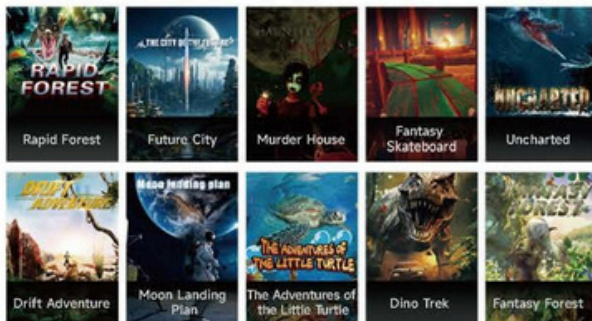 RAPID
FOREST
Rapid Forest
THE CITY OF THE FUTURE
Future City
Murder House
Fantasy
Skateboard
UNCHARTED
Uncharted
DRIFT
ADVENTURE
Drift Adventure
Moon landding plan
Moon Landing
Plan
THE ADVENTURES OF
THE LITTLE TURTLE
The Adventures of
the Little Turtle
Dino Trek
FOREST
Fantasy Forest